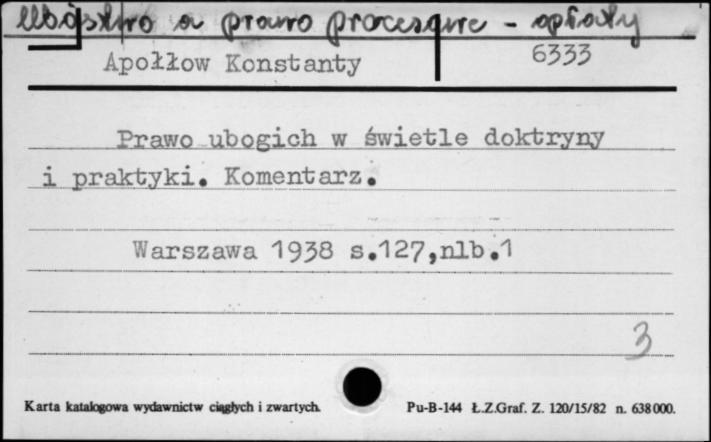 Ubóstwo a prawo procesowe - opłaty
Apołłow Konstanty
6333
Prawo ubogich w świetle doktryny
i praktyki. Komentarz.
Warszawa 1938 s.127,nlb.1
3
Karta katalogowa wydawnictw ciągłych i zwartych.
Pu-B-144 Ł.Z.Graf. Z. 120/15/82 n. 638000.